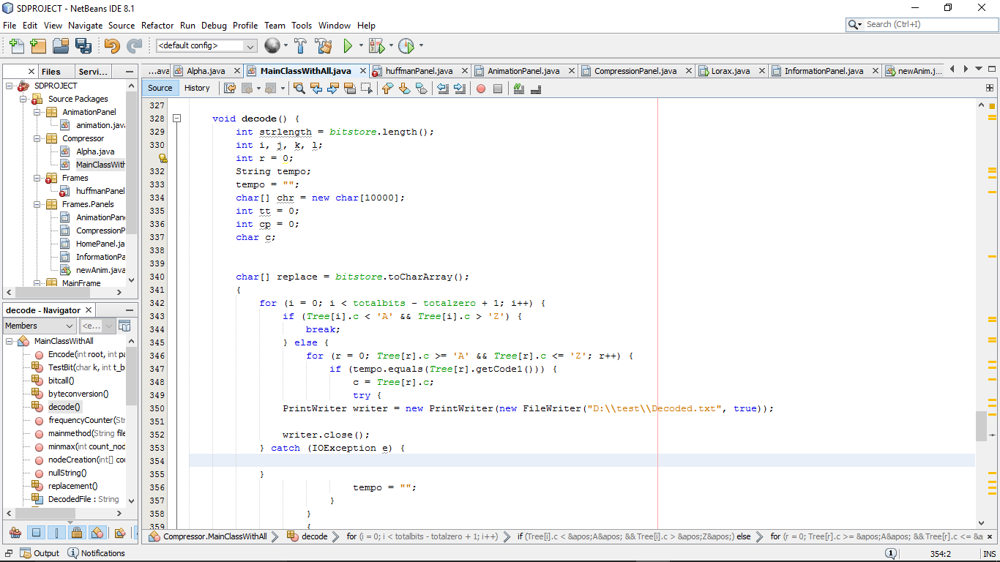 SDPROJECT - NetBeans IDE 8.1
File Edit View Navigate Source Refactor Run Debug Profile Team Tools Window Help
Search (Ctrl+I)
<default config>
Files Servi...
...ava Alpha.java MainClassWithAll.java huffmanPanel.java AnimationPanel.java CompressionPanel.java Lorax.java InformationPanel.java newAnim.j...
Source History
SDPROJECT
Source Packages
AnimationPanel
animation.java
Compressor
Alpha.java
MainClassWith
Frames
huffmanPanel
Frames.Panels
AnimationPan
CompressionP
HomePanel.ja
InformationPa
newAnim.java
MainFrame
decode - Navigator
Members <e...
MainClassWithAll
Encode(int root, int pa
TestBit(char k, int t_b
bitcall()
byteconversion()
decode()
frequencyCounter(Str
mainmethod(String file
minmax(int count_nod
nodeCreation(int[] cou
nullString()
replacement()
DecodedFile : String
327
328 void decode() {
329 int strlength = bitstore.length();
330 int i, j, k, l;
int r = 0;
332 String tempo;
333 tempo = "";
334 char[] chr = new char[10000];
335 int tt = 0;
336 int cp = 0;
337 char c;
338
339
340 char[] replace = bitstore.toCharArray();
341 {
342 for (i = 0; i < totalbits - totalzero + 1; i++) {
343 if (Tree[i].c < 'A' && Tree[i].c > 'Z') {
344 break;
345 } else {
346 for (r = 0; Tree[r].c >= 'A' && Tree[r].c <= 'Z'; r++) {
347 if (tempo.equals(Tree[r].getCode1())) {
348 c = Tree[r].c;
349 try {
350 PrintWriter writer = new PrintWriter(new FileWriter("D:\\test\\Decoded.txt", true));
351
352 writer.close();
353 } catch (IOException e) {
354
355 }
356 tempo = "";
357 }
358 }
359 {
Compressor.MainClassWithAll decode for (i = 0; i < totalbits - totalzero + 1; i++) if (Tree[i].c < &apos;A&apos; && Tree[i].c > &apos;Z&apos;) else for (r = 0; Tree[r].c >= &apos;A&apos; && Tree[r].c <= &a
Output Notifications
1 354:2 INS